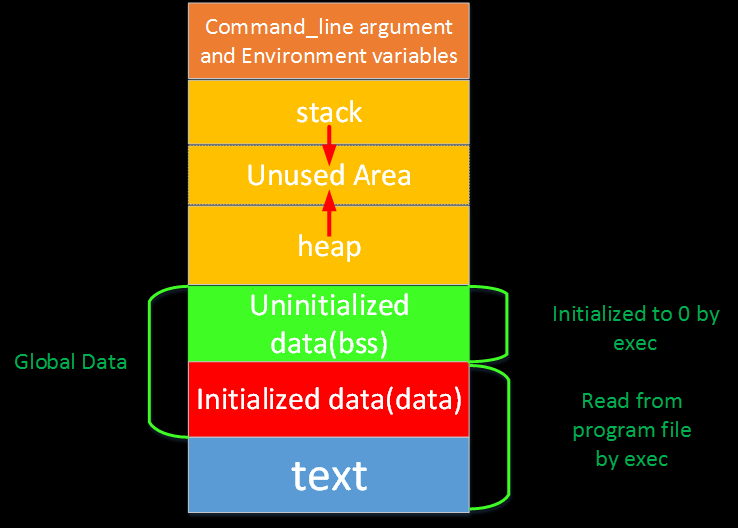 Command_line argument
and Environment variables
stack
Unused Area
heap
Uninitialized
data(bss)
Initialized to 0 by
exec
Global Data
Initialized data(data)
Read from
program file
by exec
text